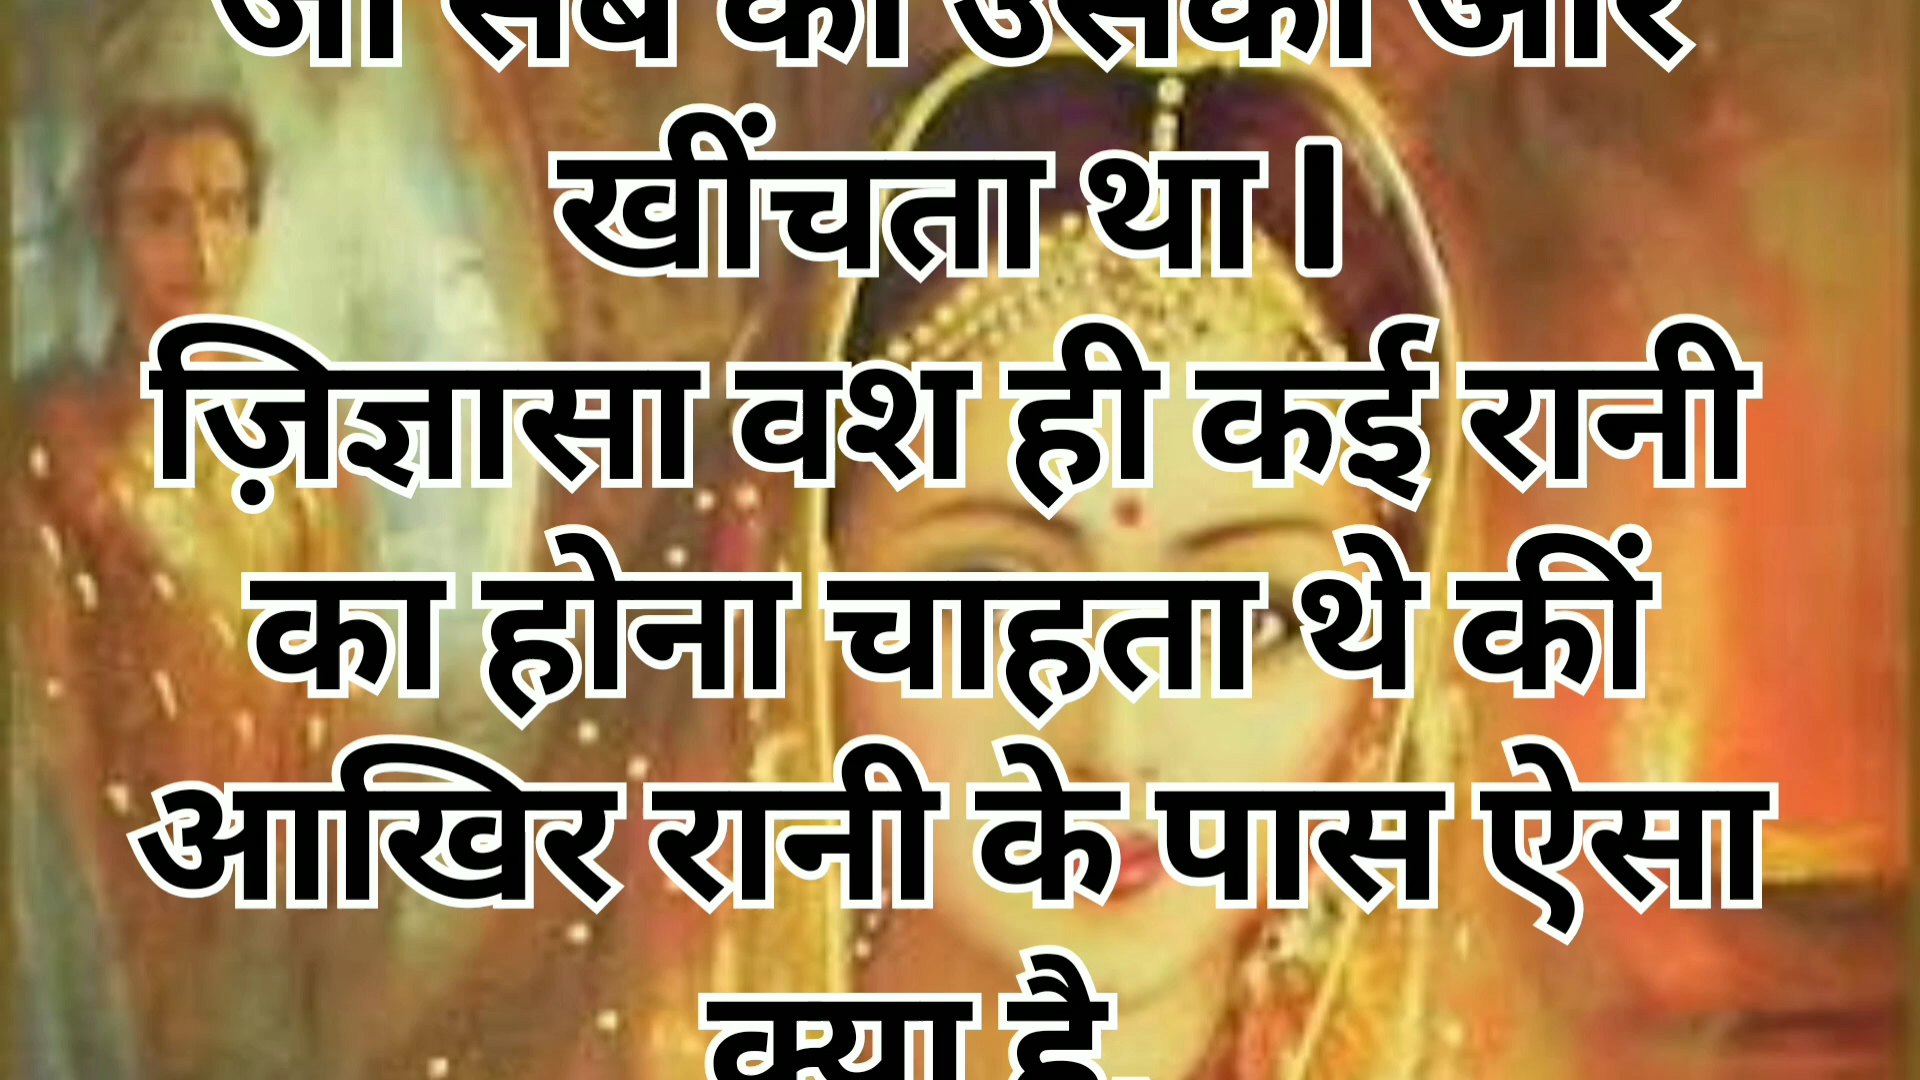 जो सब को उसकी ओर
खींचता था।
ज़िज्ञासा वश ही कई रानी
का होना चाहता थे कीं
आखिर रानी के पास ऐसा
क्या है